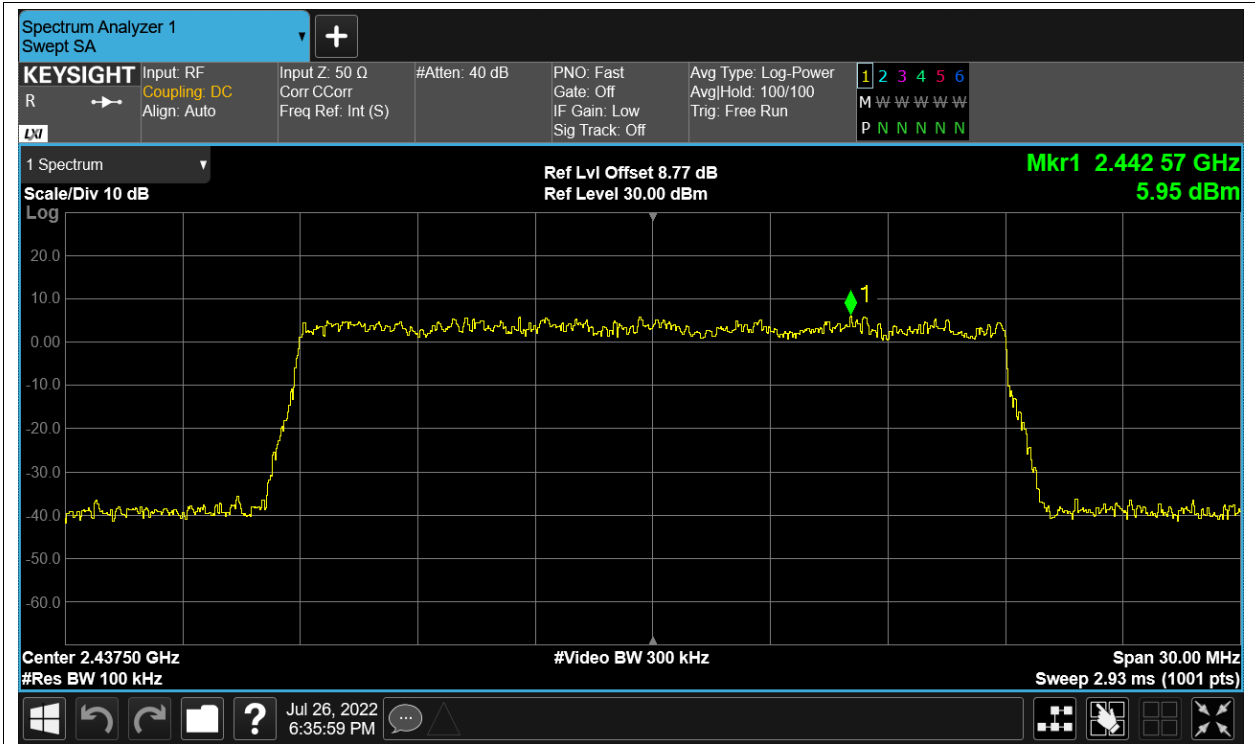 Spectrum Analyzer 1
Swept SA
+
KEYSIGHT
R
LXI
Input: RF
Coupling: DC
Align: Auto
Input Z: 50 Ω
Corr CCorr
Freq Ref: Int (S)
#Atten: 40 dB
PNO: Fast
Gate: Off
IF Gain: Low
Sig Track: Off
Avg Type: Log-Power
Avg|Hold: 100/100
Trig: Free Run
1 2 3 4 5 6
M W W W W W
P N N N N N
1 Spectrum
Scale/Div 10 dB
Log
Ref Lvl Offset 8.77 dB
Ref Level 30.00 dBm
Mkr1 2.442 57 GHz
5.95 dBm
20.0
10.0
0.00
-10.0
-20.0
-30.0
-40.0
-50.0
-60.0
1
Center 2.43750 GHz
#Res BW 100 kHz
#Video BW 300 kHz
Span 30.00 MHz
Sweep 2.93 ms (1001 pts)
?
Jul 26, 2022
6:35:59 PM